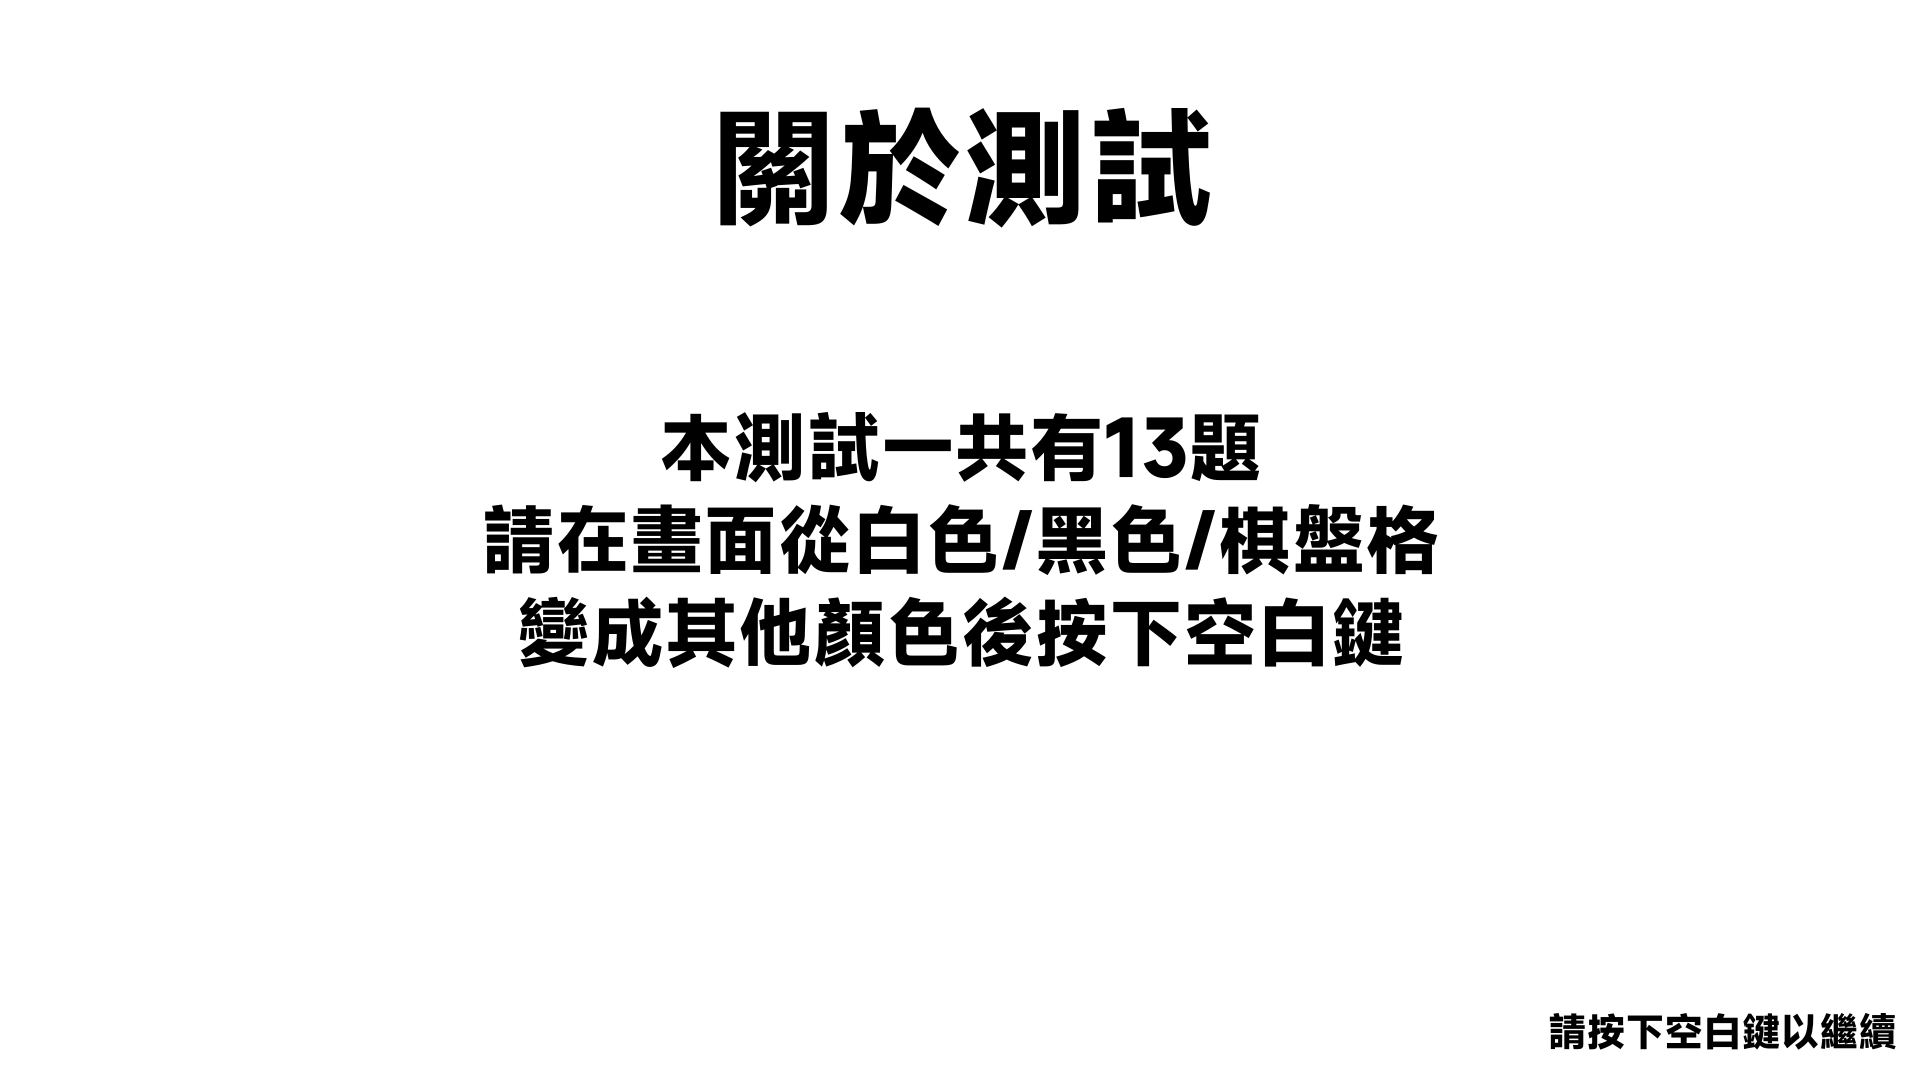 關於測試
本測試一共有13題
請在畫面從白色/黑色/棋盤格
變成其他顏色後按下空白鍵
請按下空白鍵以繼續